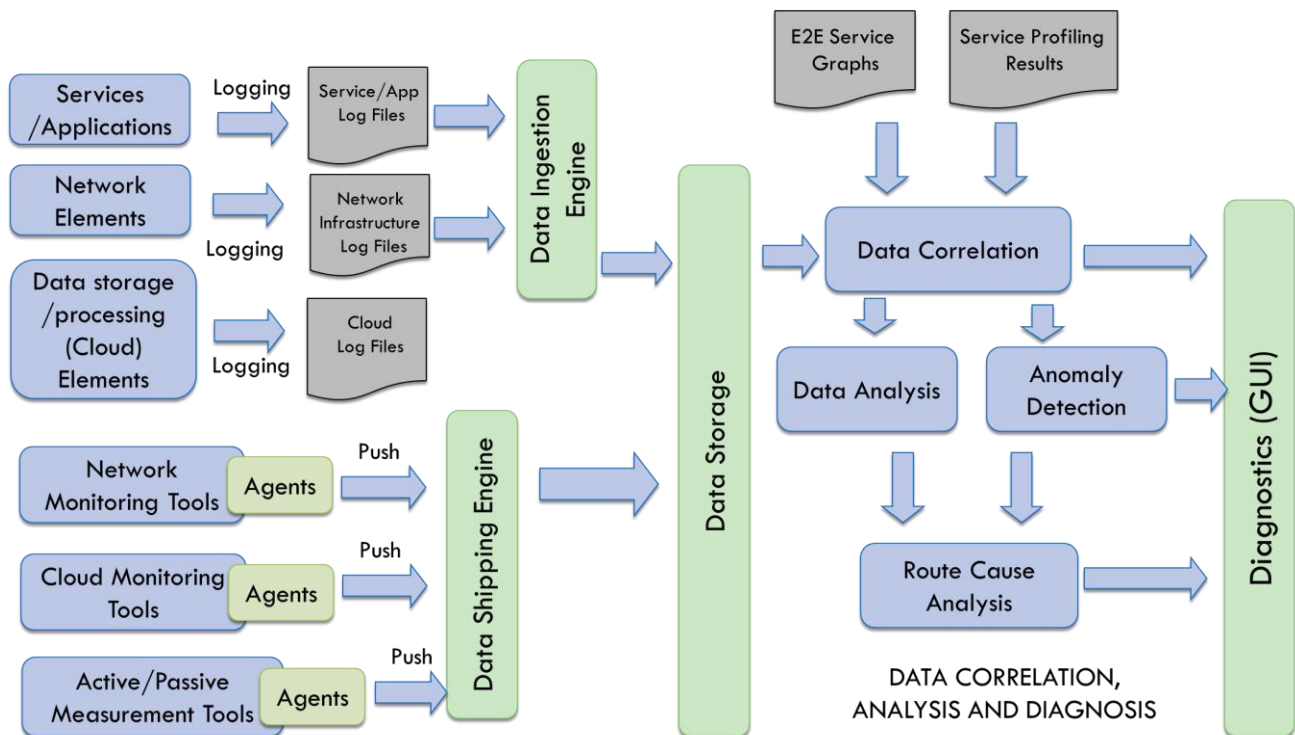 E2E Service
Graphs
Service Profiling
Results
Services
/Applications
Logging
Service/App
Log Files
Network
Elements
Logging
Network
Infrastructure
Log Files
Data storage
/processing
(Cloud)
Elements
Logging
Cloud
Log Files
Data Ingestion
Engine
Network
Monitoring Tools
Agents
Push
Cloud Monitoring
Tools
Agents
Push
Active/Passive
Measurement Tools
Agents
Push
Data Shipping Engine
Data Storage
Data Correlation
Data Analysis
Anomaly
Detection
Route Cause
Analysis
Diagnostics (GUI)
DATA CORRELATION,
ANALYSIS AND DIAGNOSIS